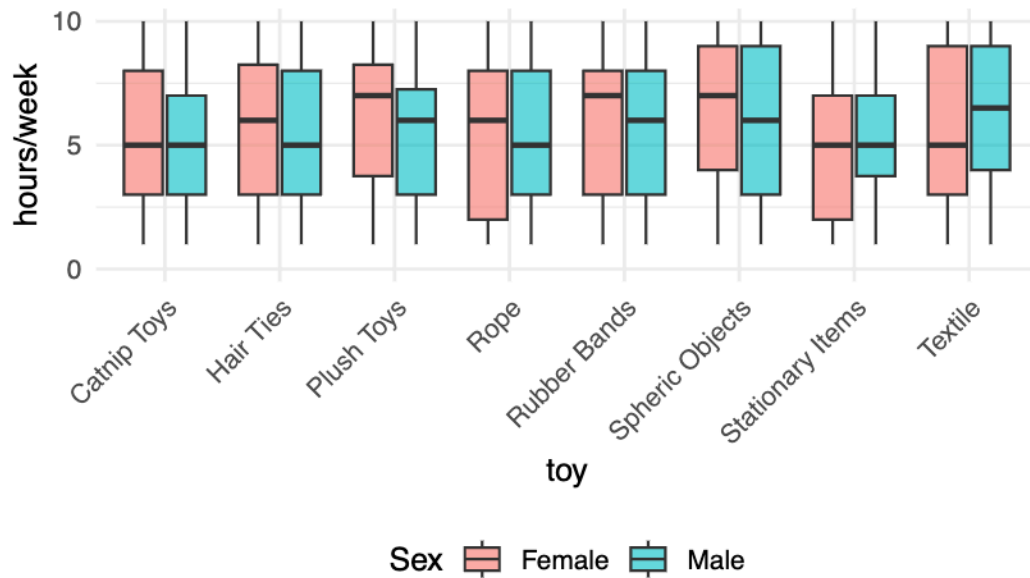 hours/week
10
5
0
Catnip Toys
Hair Ties
Plush Toys
Rope
Rubber Bands
Spheric Objects
Stationary Items
Textile
toy
Sex Female Male